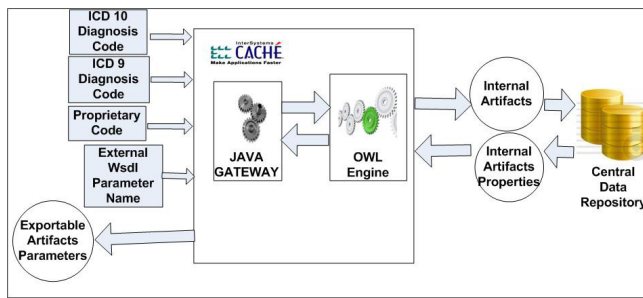 ICD 10
Diagnosis
Code
ICD 9
Diagnosis
Code
Proprietary
Code
External
Wsdl
Parameter
Name
Exportable
Artifacts
Parameters
InterSystems
CACHÉ
Make Applications Faster
JAVA
GATEWAY
OWL
Engine
Internal
Artifacts
Internal
Artifacts
Properties
Central
Data
Repository